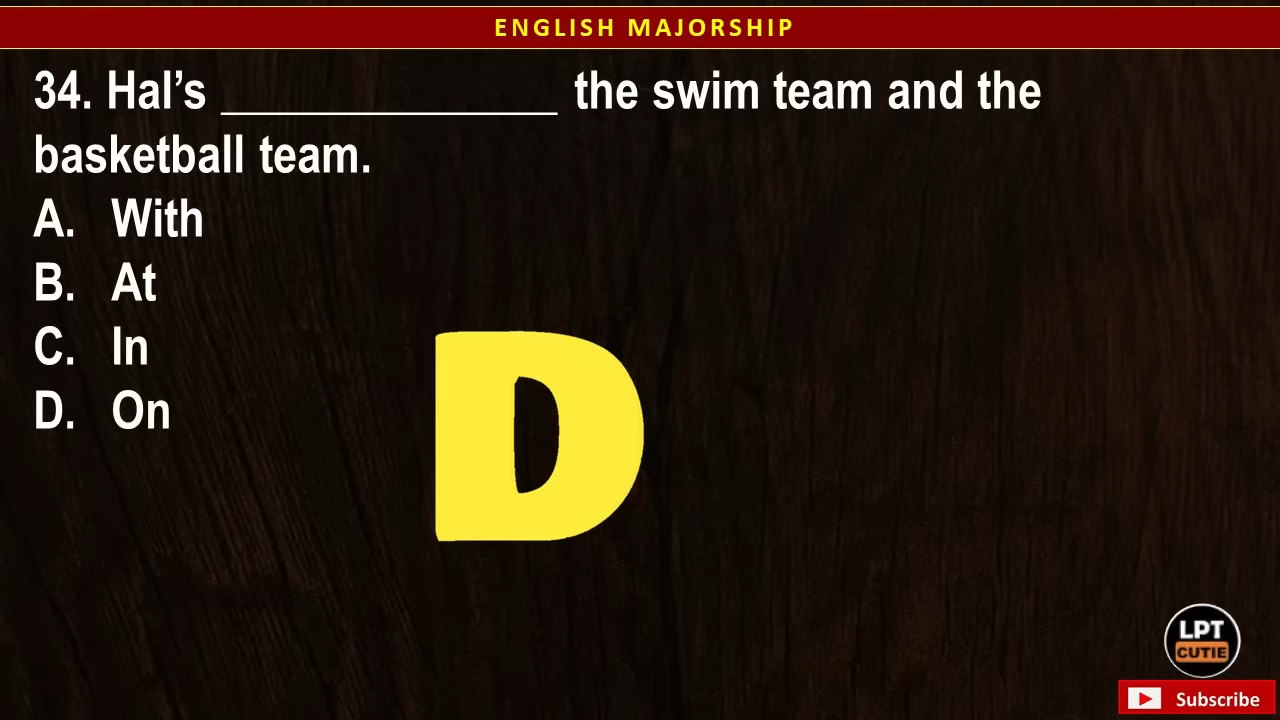 ENGLISH MAJORSHIP
34. Hal’s ______________ the swim team and the
basketball team.
A. With
B. At
C. In
D. On
D
LPT
CUTIE
Subscribe